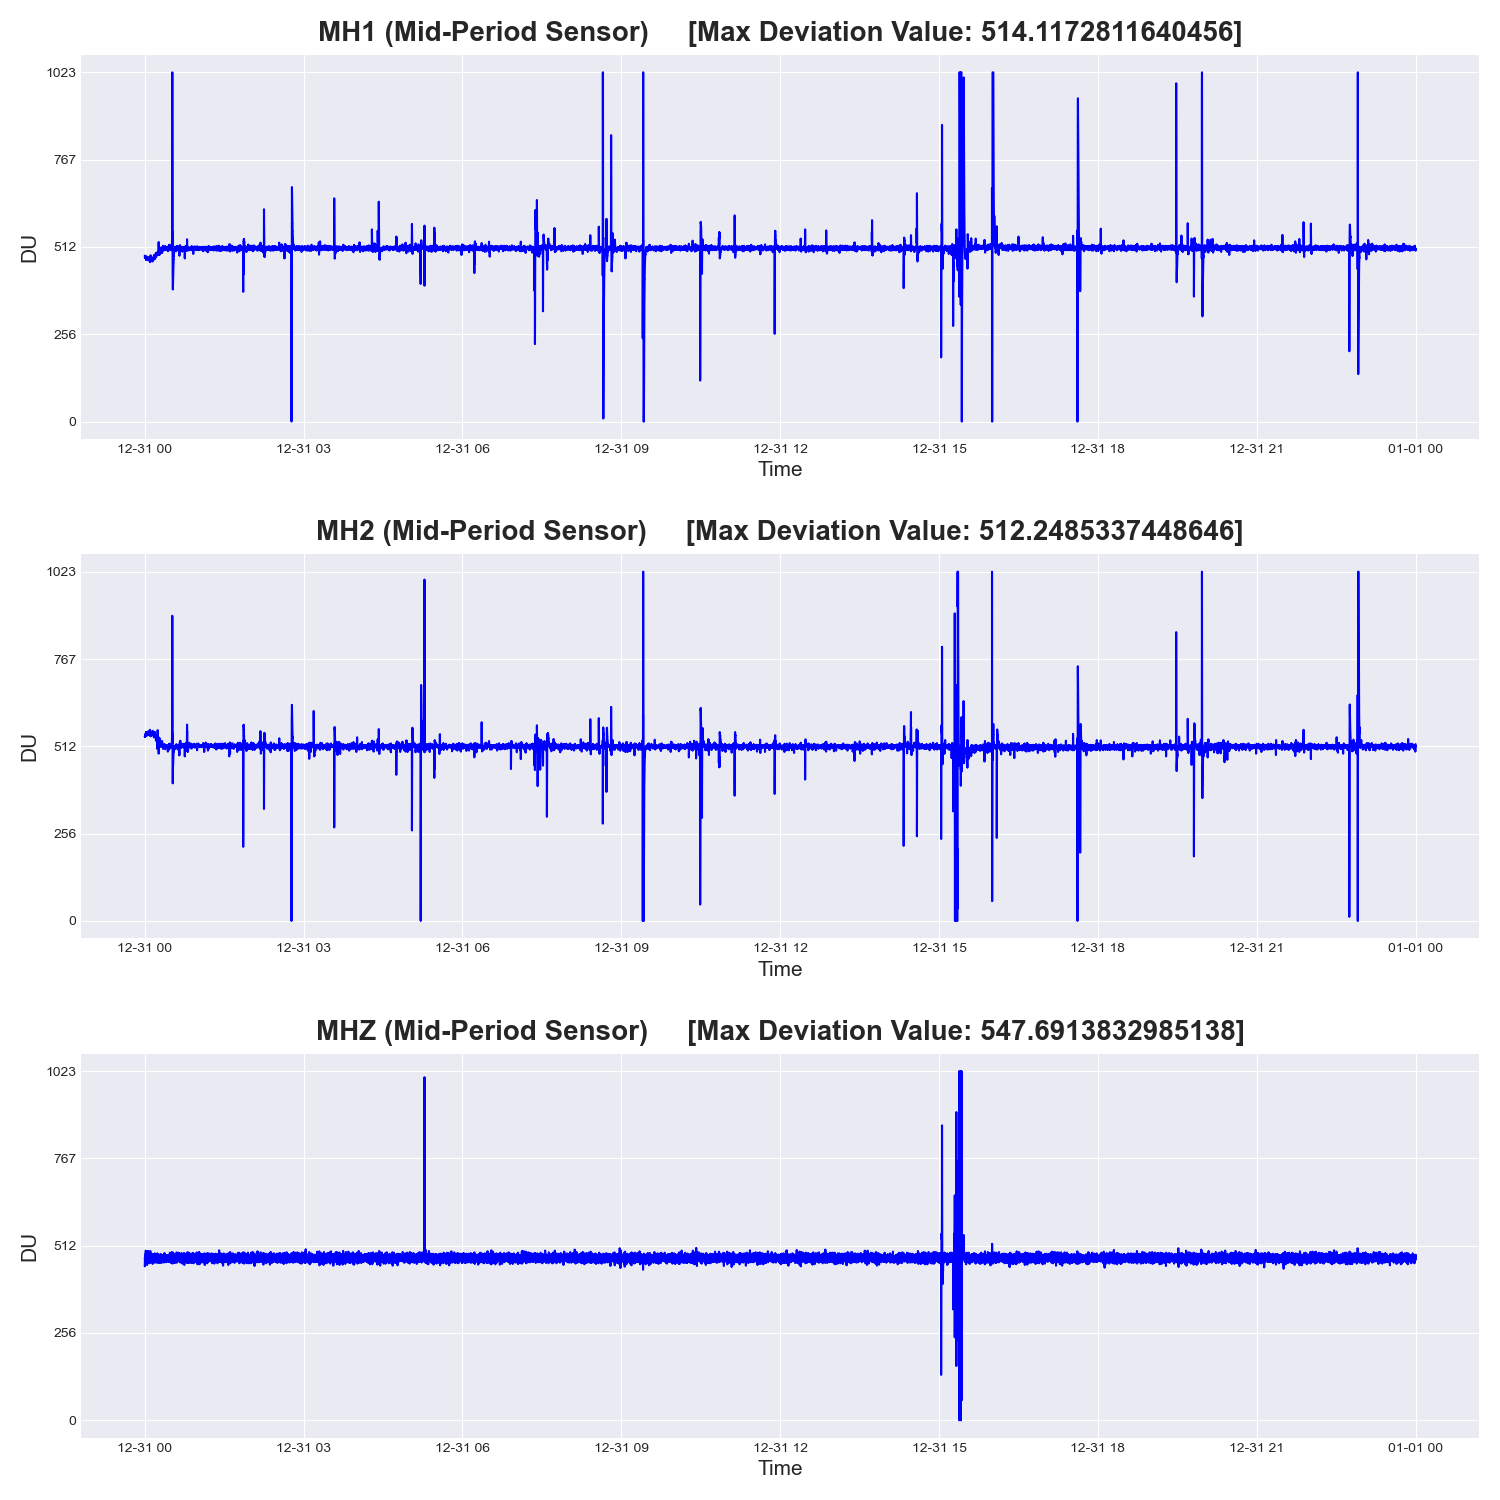 MH1 (Mid-Period Sensor) [Max Deviation Value: 514.1172811640456]
1023
767
512
256
0
DU
12-31 00 12-31 03 12-31 06 12-31 09 12-31 12 12-31 15 12-31 18 12-31 21 01-01 00
Time
MH2 (Mid-Period Sensor) [Max Deviation Value: 512.2485337448646]
1023
767
512
256
0
DU
12-31 00 12-31 03 12-31 06 12-31 09 12-31 12 12-31 15 12-31 18 12-31 21 01-01 00
Time
MHZ (Mid-Period Sensor) [Max Deviation Value: 547.6913832985138]
1023
767
512
256
0
DU
12-31 00 12-31 03 12-31 06 12-31 09 12-31 12 12-31 15 12-31 18 12-31 21 01-01 00
Time